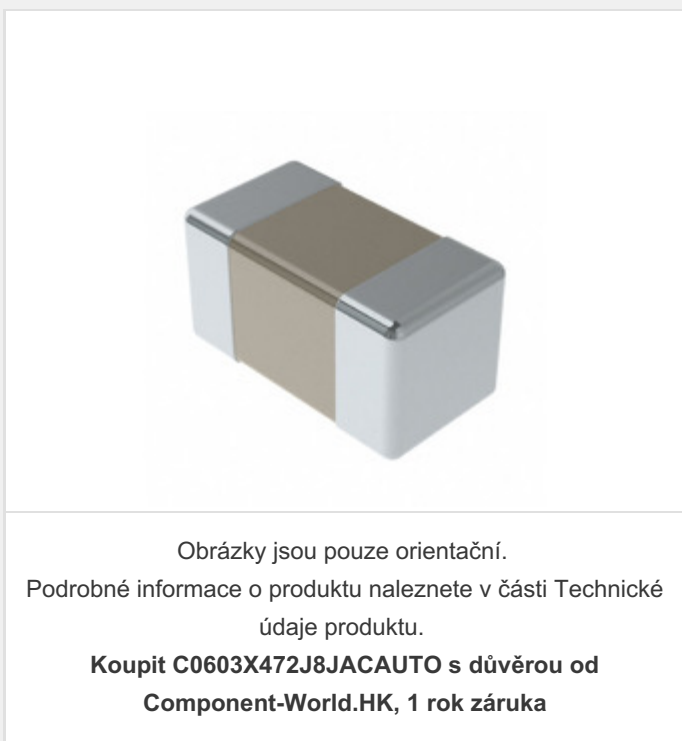 Obrázky jsou pouze orientační.
Podrobné informace o produktu naleznete v části Technické
údaje produktu.
Koupit C0603X472J8JACAUTO s důvěrou od
Component-World.HK, 1 rok záruka